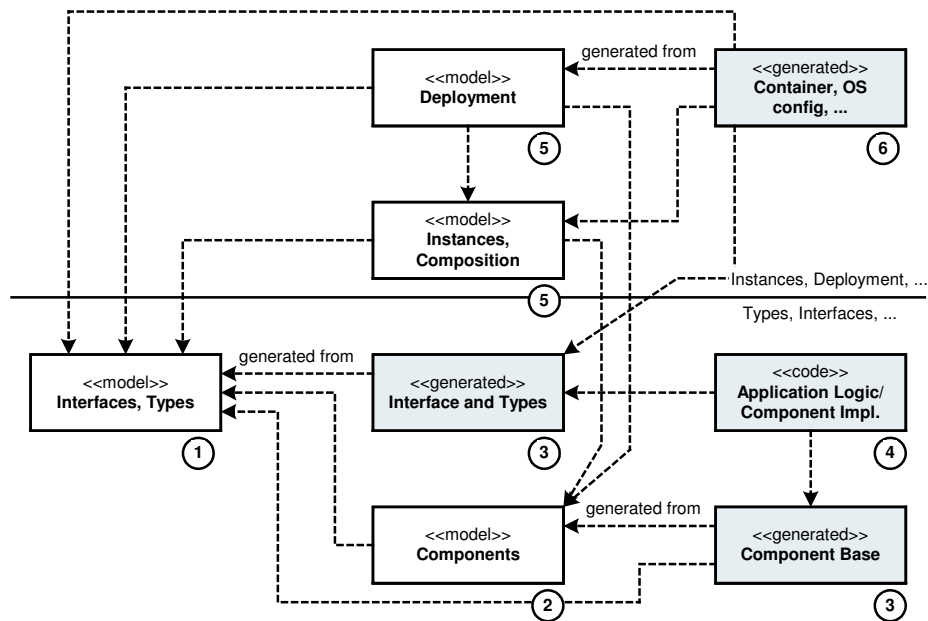 generated from
<<model>>
Deployment
5
<<generated>>
Container, OS
config, ...
6
<<model>>
Instances,
Composition
5
Instances, Deployment, ...
Types, Interfaces, ...
<<model>>
Interfaces, Types
1
generated from
<<generated>>
Interface and Types
3
<<code>>
Application Logic/
Component Impl.
4
<<model>>
Components
2
generated from
<<generated>>
Component Base
3